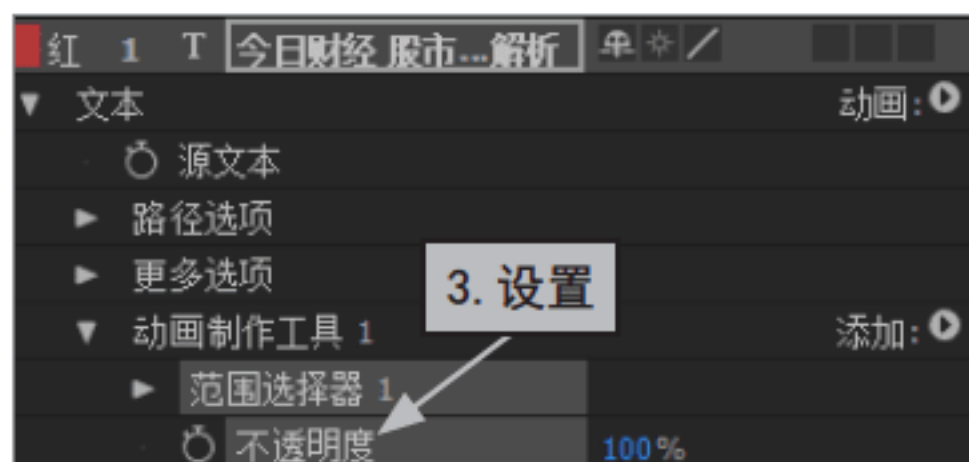 红 1 T 今日财经 股市...解析
文本 动画:
源文本
路径选项
更多选项
3. 设置
动画制作工具 1 添加:
范围选择器 1
不透明度 100%